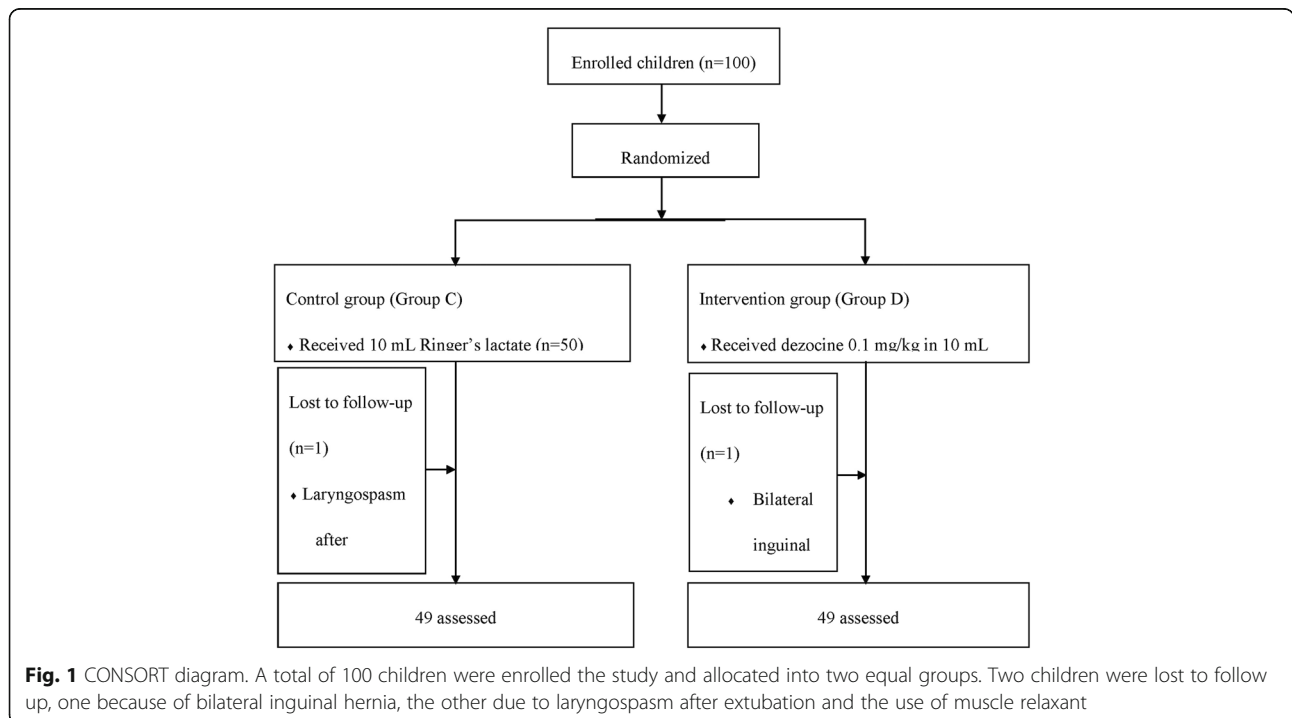 Enrolled children (n=100)
Randomized
Control group (Group C)
♦ Received 10 mL Ringer's lactate (n=50)
Intervention group (Group D)
♦ Received dezocine 0.1 mg/kg in 10 mL
Lost to follow-up
(n=1)
♦ Laryngospasm
after
Lost to follow-up
(n=1)
♦ Bilateral
inguinal
49 assessed
49 assessed
Fig. 1 CONSORT diagram. A total of 100 children were enrolled the study and allocated into two equal groups. Two children were lost to follow
up, one because of bilateral inguinal hernia, the other due to laryngospasm after extubation and the use of muscle relaxant